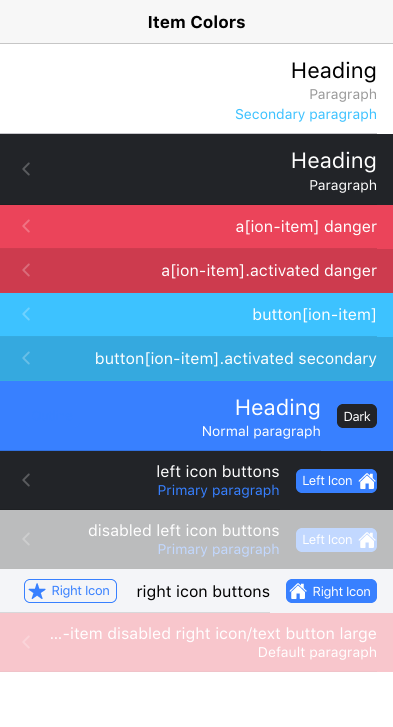 Item Colors
Heading
Paragraph
Secondary paragraph
Heading
Paragraph
a[ion-item] danger
a[ion-item].activated danger
button[ion-item]
button[ion-item].activated secondary
Heading
Normal paragraph
Dark
left icon buttons
Primary paragraph
Left Icon
disabled left icon buttons
Primary paragraph
Left Icon
Right Icon
right icon buttons
Right Icon
...-item disabled right icon/text button large
Default paragraph